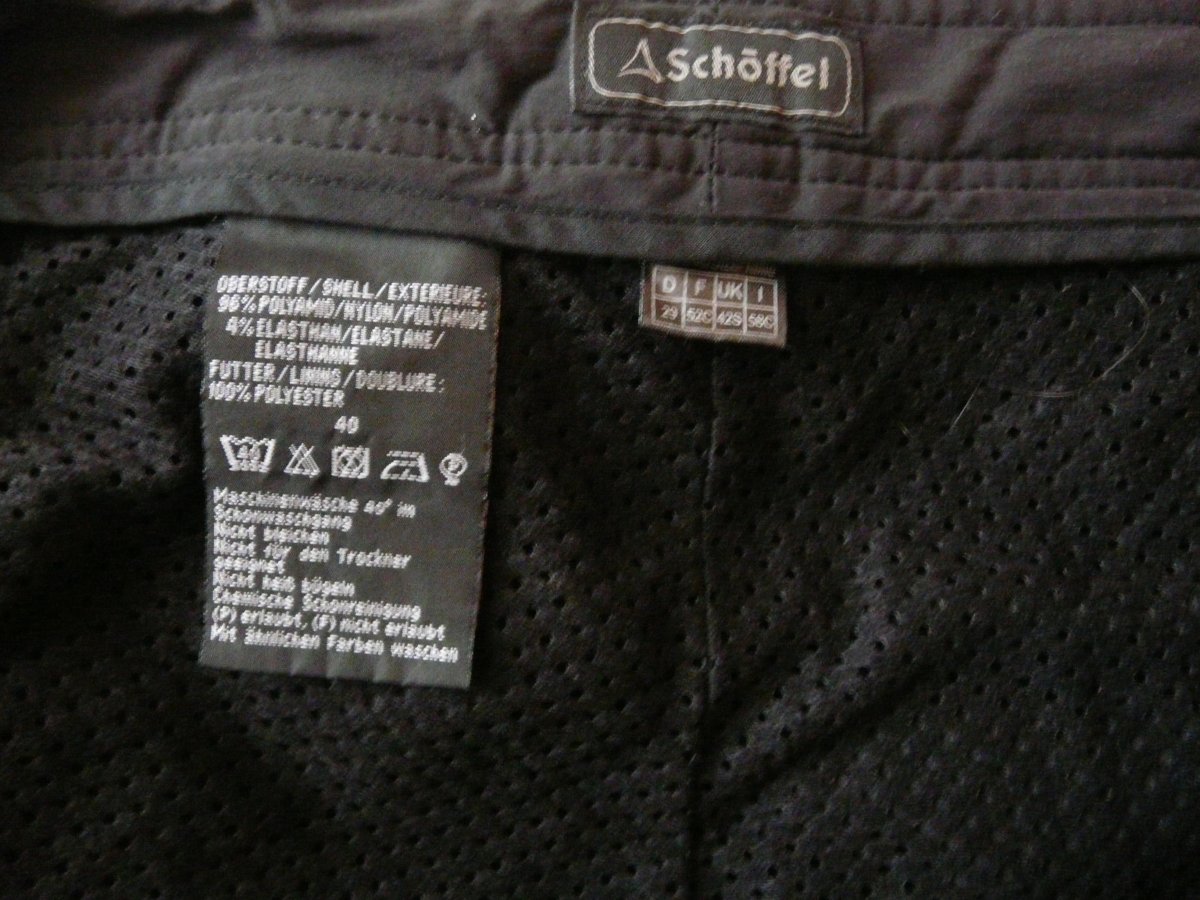 Schöffel
OBERSTOFF/SHELL/EXTERIEURE:
96% POLYAMID/NYLON/POLYAMIDE
4% ELASTHAN/ELASTANE/
ELASTHANNE
FUTTER/LINING/DOUBLURE:
100% POLYESTER
40
40
P
Maschinenwäsche 40° im
Schonwaschgang
Nicht bleichen
Nicht für den Trockner
geeignet
Nicht heiß bügeln
Chemische Schonreinigung
(P) erlaubt, (F) nicht erlaubt
Mit ähnlichen Farben waschen
D F UK I
29 52C 42S 58C